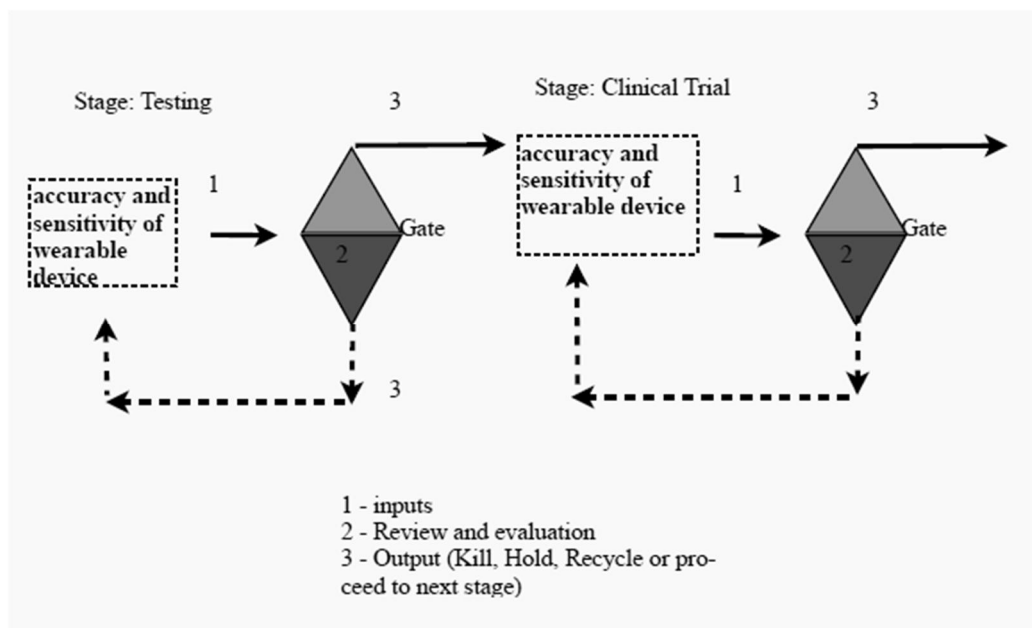 Stage: Testing
3
accuracy and
sensitivity of
wearable
device
1
Gate
2
3
Stage: Clinical Trial
3
accuracy and
sensitivity of
wearable device
1
Gate
2
1 - inputs
2 - Review and evaluation
3 - Output (Kill, Hold, Recycle or pro-
ceed to next stage)